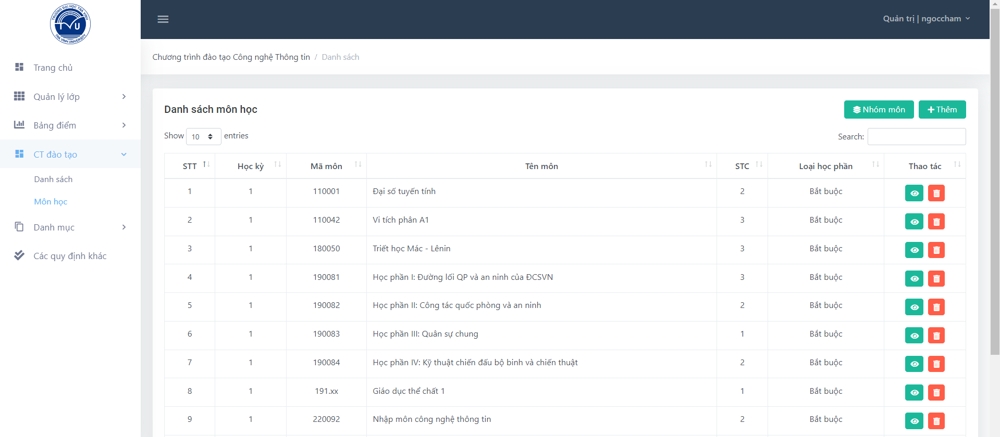 TRƯỜNG ĐẠI HỌC TRÀ VINH
TVU
TRA VINH UNIVERSITY
Quản trị | ngoccham
Trang chủ
Quản lý lớp
Bảng điểm
CT đào tạo
Danh sách
Môn học
Danh mục
Các quy định khác
Chương trình đào tạo Công nghệ Thông tin / Danh sách
Danh sách môn học
Nhóm môn
Thêm
Show 10 entries
Search:
STT Học kỳ Mã môn Tên môn STC Loại học phần Thao tác
1 1 110001 Đại số tuyến tính 2 Bắt buộc
2 1 110042 Vi tích phân A1 3 Bắt buộc
3 1 180050 Triết học Mác - Lênin 3 Bắt buộc
4 1 190081 Học phần I: Đường lối QP và an ninh của ĐCSVN 3 Bắt buộc
5 1 190082 Học phần II: Công tác quốc phòng và an ninh 2 Bắt buộc
6 1 190083 Học phần III: Quân sự chung 1 Bắt buộc
7 1 190084 Học phần IV: Kỹ thuật chiến đấu bộ binh và chiến thuật 2 Bắt buộc
8 1 191.xx Giáo dục thể chất 1 1 Bắt buộc
9 1 220092 Nhập môn công nghệ thông tin 2 Bắt buộc